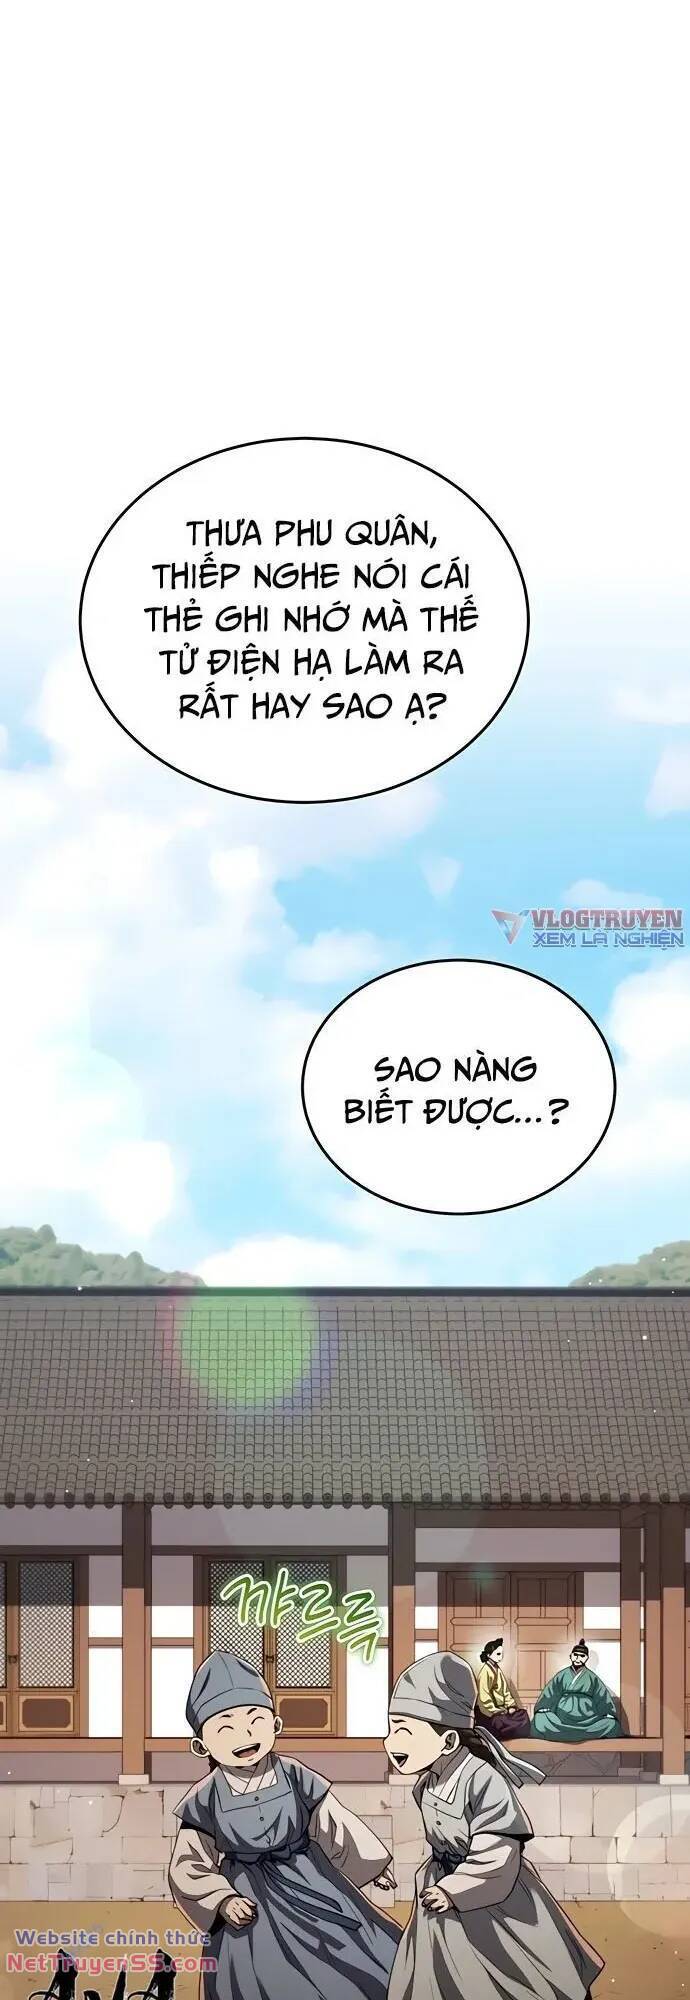 THƯA PHU QUÂN,
THIẾP NGHE NÓI CÁI
THẺ GHI NHỚ MÀ THẾ
TỬ ĐIỆN HẠ LÀM RA
RẤT HAY SAO Ạ?
VLOGTRUYEN
XEM LÀ NGHIỆN
SAO NÀNG
BIẾT ĐƯỢC...?
꺄르륵
Website chính thức
NetTruyenSS.com